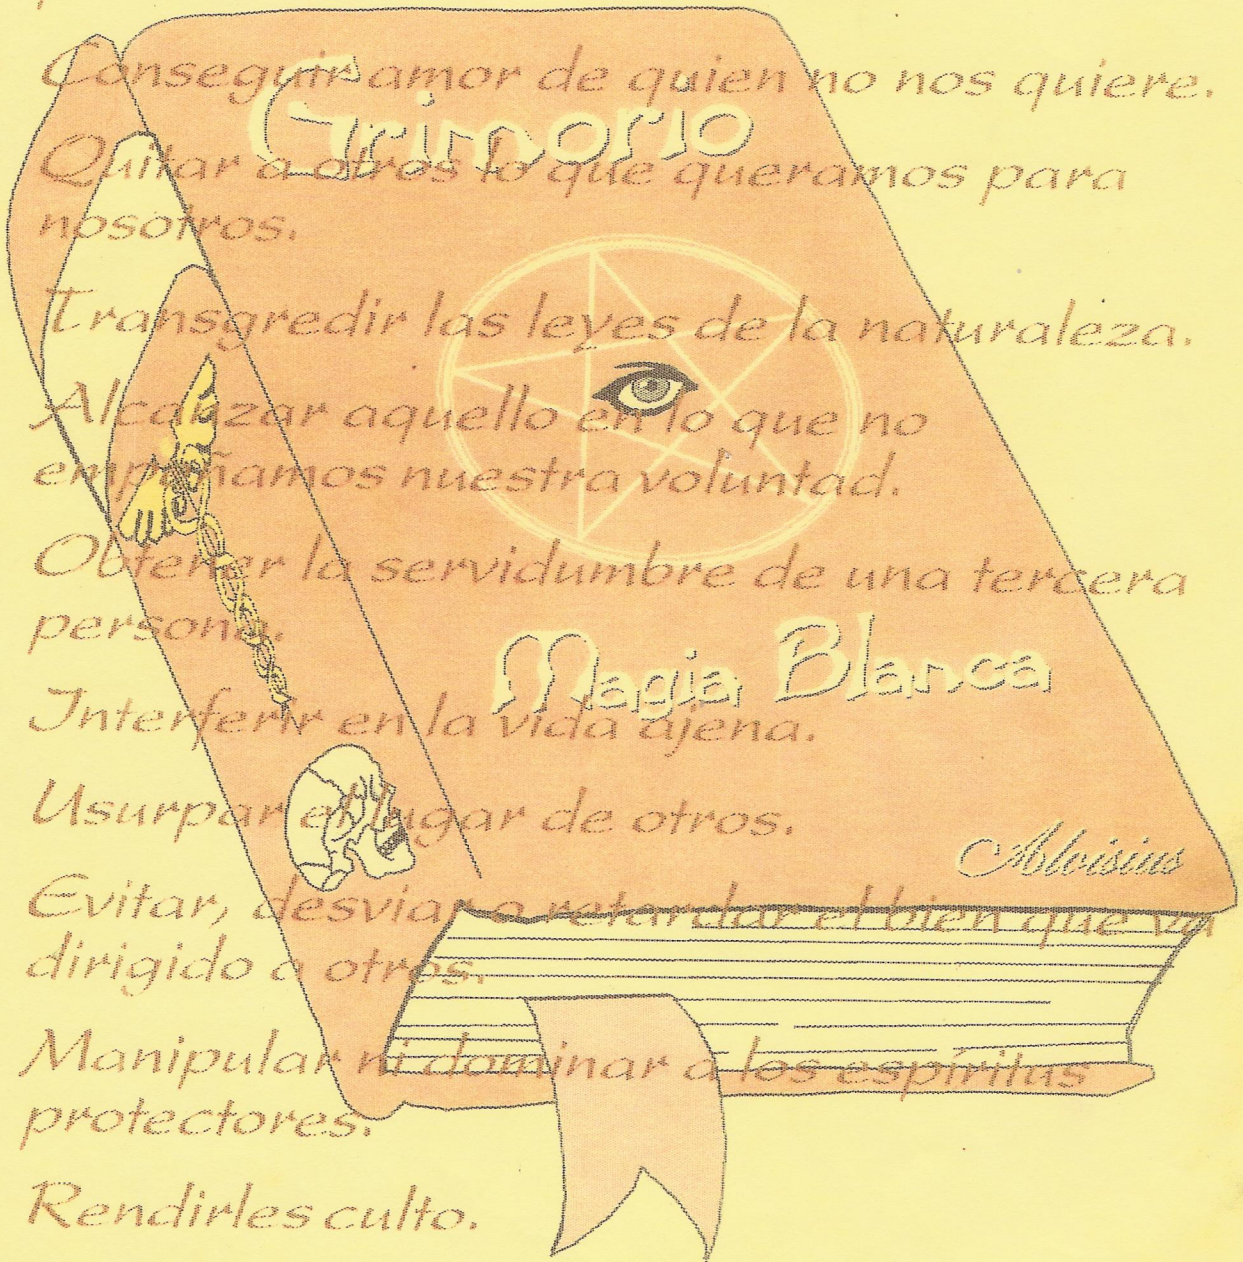 Conseguir amor de quien no nos quiere.
Grimorio
Quitar a otros lo que queramos para
nosotros.
Transgredir las leyes de la naturaleza.
Alcanzar aquello en lo que no
empeñamos nuestra voluntad.
Obtener la servidumbre de una tercera
persona.
Magia Blanca
Interferir en la vida ajena.
Usurpar el lugar de otros.
Aloisius
Evitar, desviar o retardar el bien que va
dirigido a otros.
Manipular ni dominar a los espíritus
protectores.
Rendirles culto.